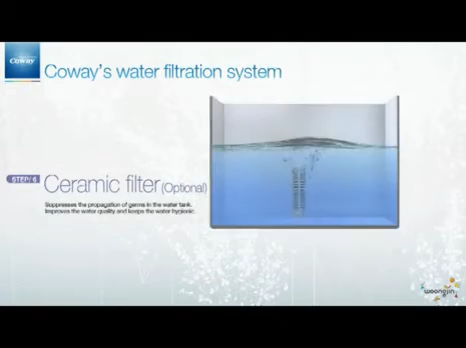 Coway
Coway's water filtration system
STEP/6
Ceramic filter(Optional)
Suppresses the propagation of germs in the water tank.
Improves the water quality and keeps the water hygienic.
woongjin